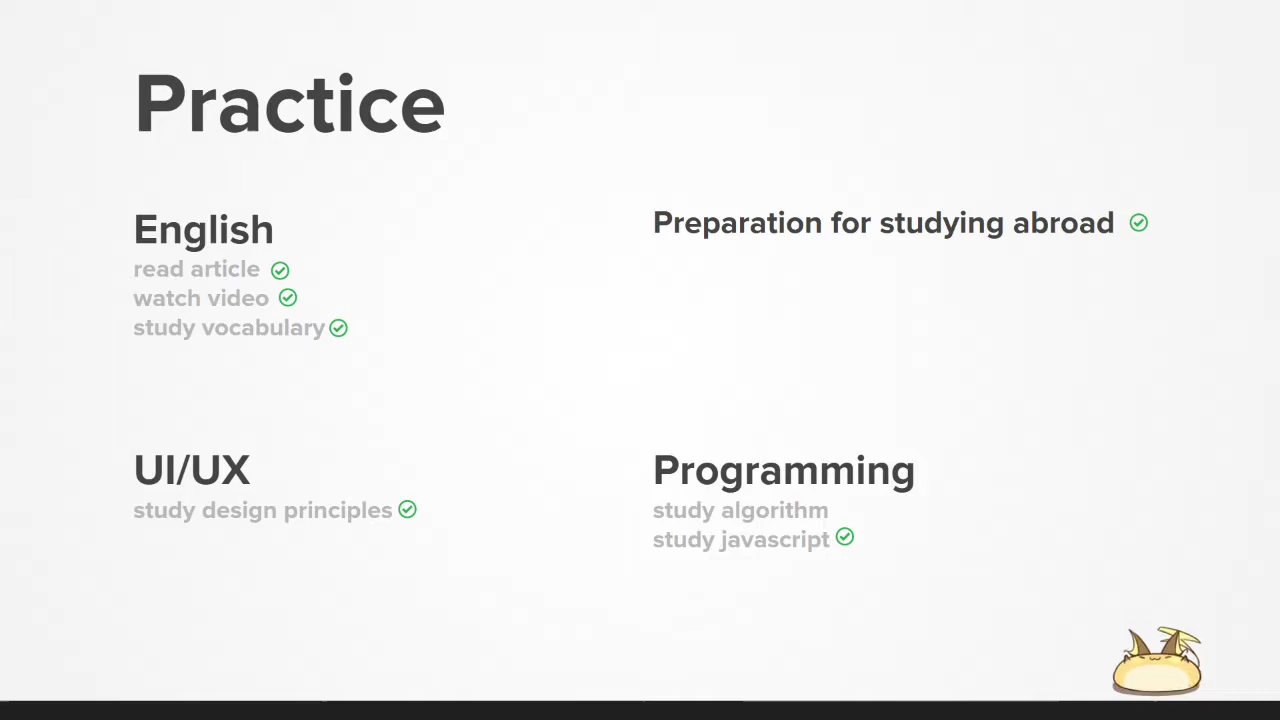 Practice
English
read article
watch video
study vocabulary
Preparation for studying abroad
UI/UX
study design principles
Programming
study algorithm
study javascript